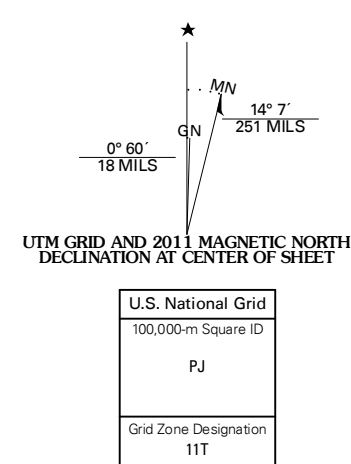 MN
14° 7´
251 MILS
GN
0° 60´
18 MILS
UTM GRID AND 2011 MAGNETIC NORTH
DECLINATION AT CENTER OF SHEET
U.S. National Grid
100,000-m Square ID
PJ
Grid Zone Designation
11T